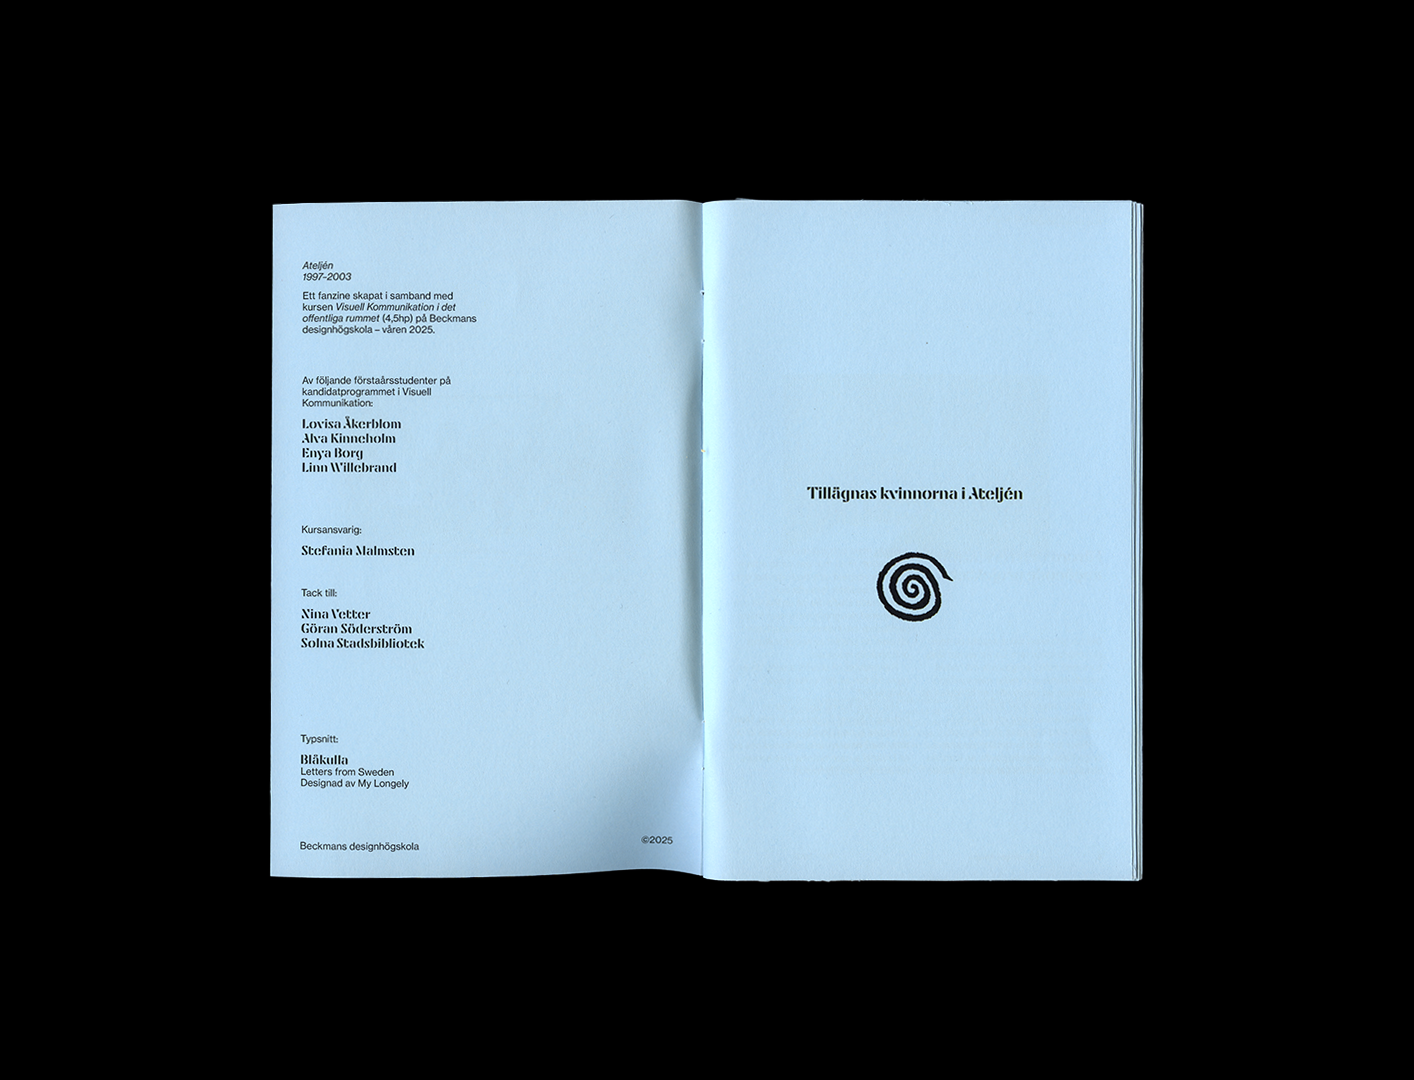 Ateljén
1997–2003
Ett fanzine skapat i samband med
kursen Visuell Kommunikation i det
offentliga rummet (4,5hp) på Beckmans
designhögskola – våren 2025.
Av följande förstaårsstudenter på
kandidatprogrammet i Visuell
Kommunikation:
Lovisa Åkerblom
Alva Kinneholm
Enya Borg
Linn Willebrand
Kursansvarig:
Stefania Malmsten
Tack till:
Nina Vetter
Göran Söderström
Solna Stadsbibliotek
Typsnitt:
Blåkulla
Letters from Sweden
Designad av My Longely
Beckmans designhögskola
©2025
Tillägnas kvinnorna i Ateljén